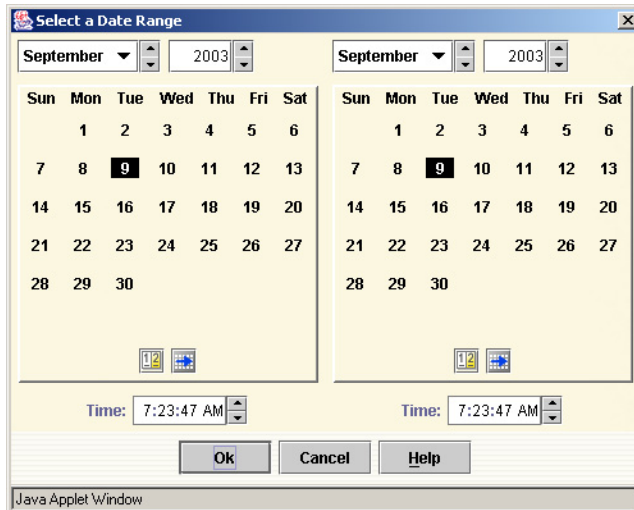 Select a Date Range
September 2003 September 2003
Sun Mon Tue Wed Thu Fri Sat Sun Mon Tue Wed Thu Fri Sat
1 2 3 4 5 6 1 2 3 4 5 6
7 8 9 10 11 12 13 7 8 9 10 11 12 13
14 15 16 17 18 19 20 14 15 16 17 18 19 20
21 22 23 24 25 26 27 21 22 23 24 25 26 27
28 29 30 28 29 30
12 12
Time: 7:23:47 AM Time: 7:23:47 AM
Ok Cancel Help
Java Applet Window